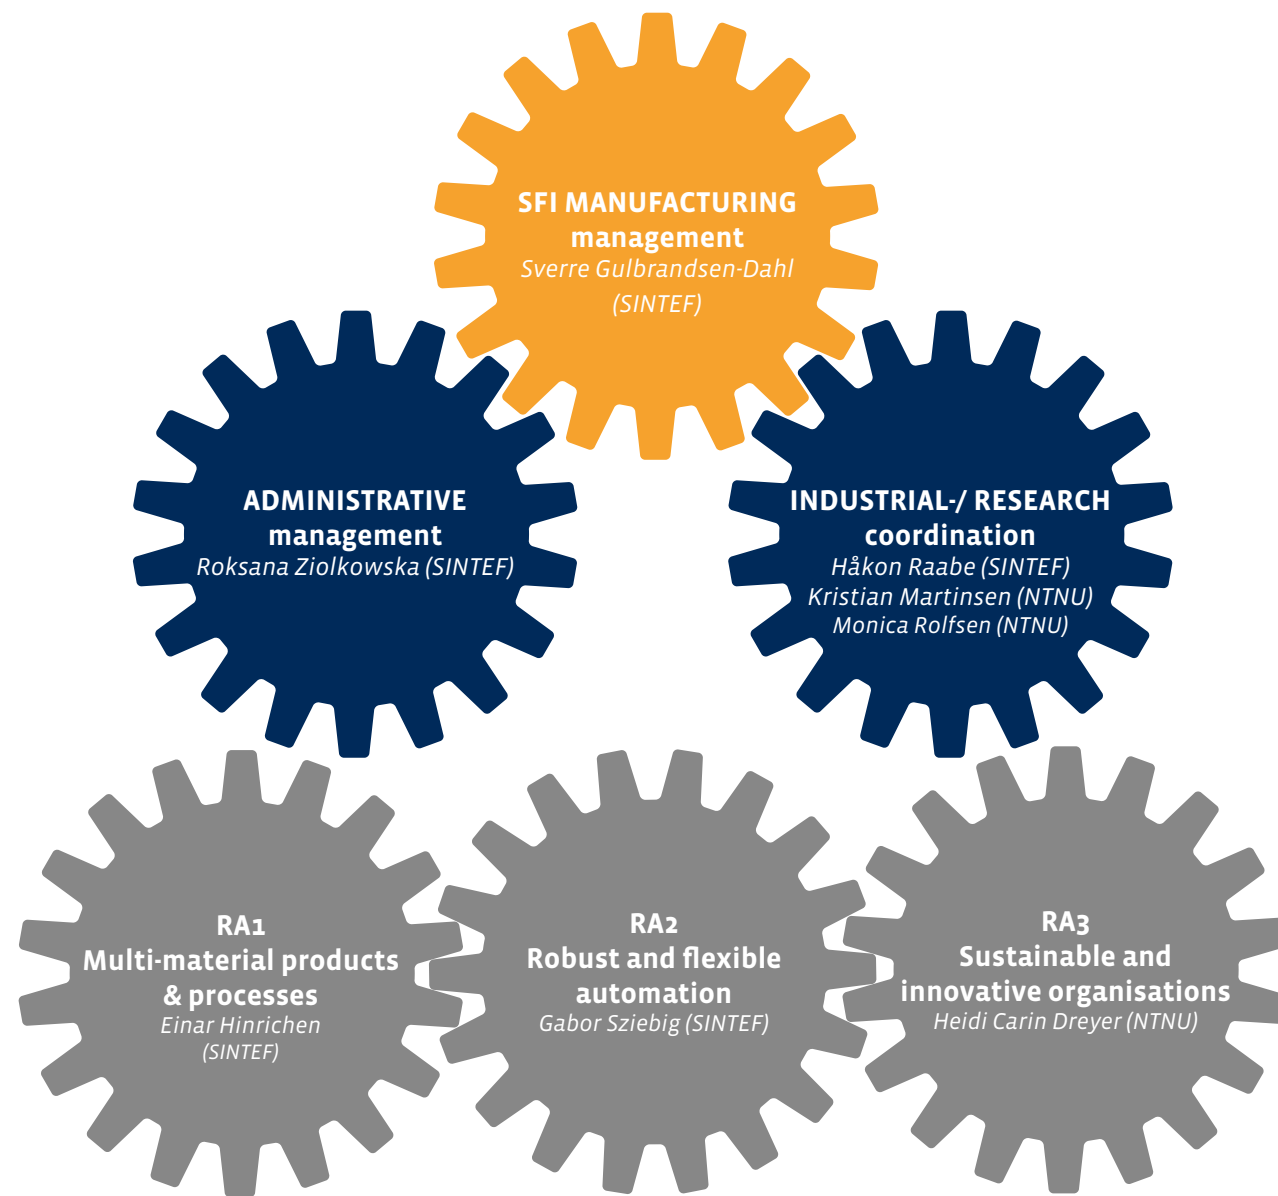 SFI MANUFACTURING
management
Sverre Gulbrandsen-Dahl
(SINTEF)
ADMINISTRATIVE
management
Roksana Ziolkowska (SINTEF)
INDUSTRIAL-/ RESEARCH
coordination
Håkon Raabe (SINTEF)
Kristian Martinsen (NTNU)
Monica Rolfsen (NTNU)
RA1
Multi-material products
& processes
Einar Hinrichen
(SINTEF)
RA2
Robust and flexible
automation
Gabor Sziebig (SINTEF)
RA3
Sustainable and
innovative organisations
Heidi Carin Dreyer (NTNU)